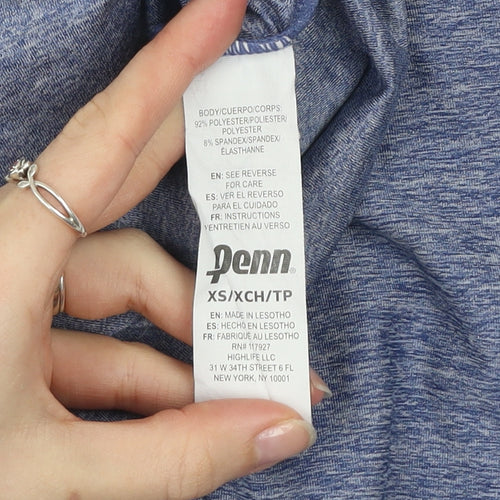 BODY/CUERPO/CORPS:
92% POLYESTER/POLIESTER/
POLYESTER
8% SPANDEX/SPANDEX/
ÉLASTHANNE
EN: SEE REVERSE
FOR CARE
ES: VER EL REVERSO
PARA EL CUIDADO
FR: INSTRUCTIONS
D'ENTRETIEN AU VERSO
Penn®
XS/XCH/TP
EN: MADE IN LESOTHO
ES: HECHO EN LESOTHO
FR: FABRIQUÉ AU LESOTHO
RN# 117927
HIGHLIFE LLC
31 W 34TH STREET 6 FL
NEW YORK, NY 10001